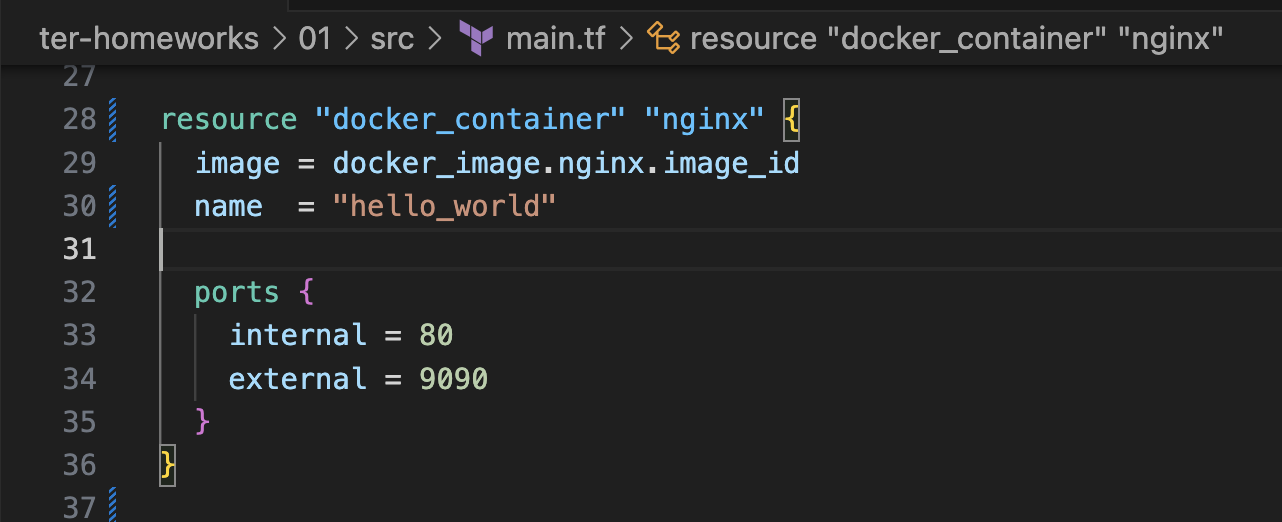 ter-homeworks > 01 > src > main.tf > resource "docker_container" "nginx"
27
28 resource "docker_container" "nginx" {
29 image = docker_image.nginx.image_id
30 name  = "hello_world"
31
32 ports {
33 internal = 80
34 external = 9090
35 }
36 }
37